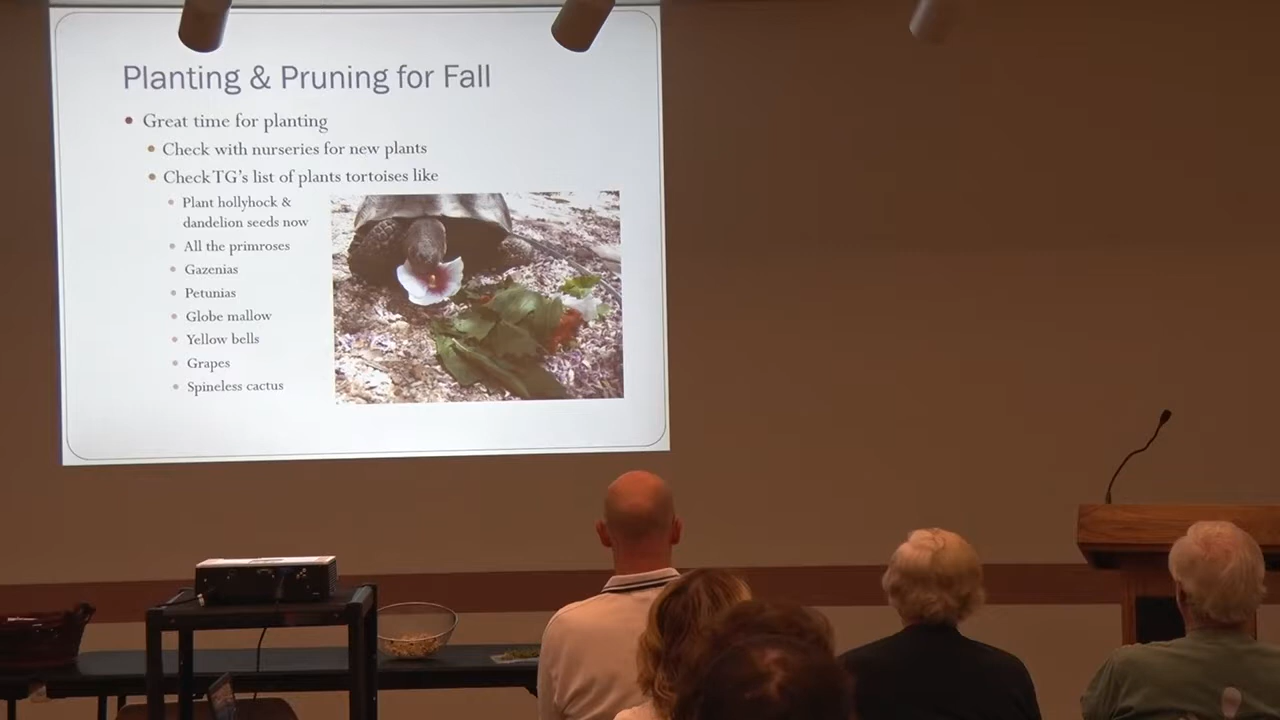 Planting & Pruning for Fall
Great time for planting
Check with nurseries for new plants
Check TG's list of plants tortoises like
Plant hollyhock &
dandelion seeds now
All the primroses
Gazenias
Petunias
Globe mallow
Yellow bells
Grapes
Spineless cactus